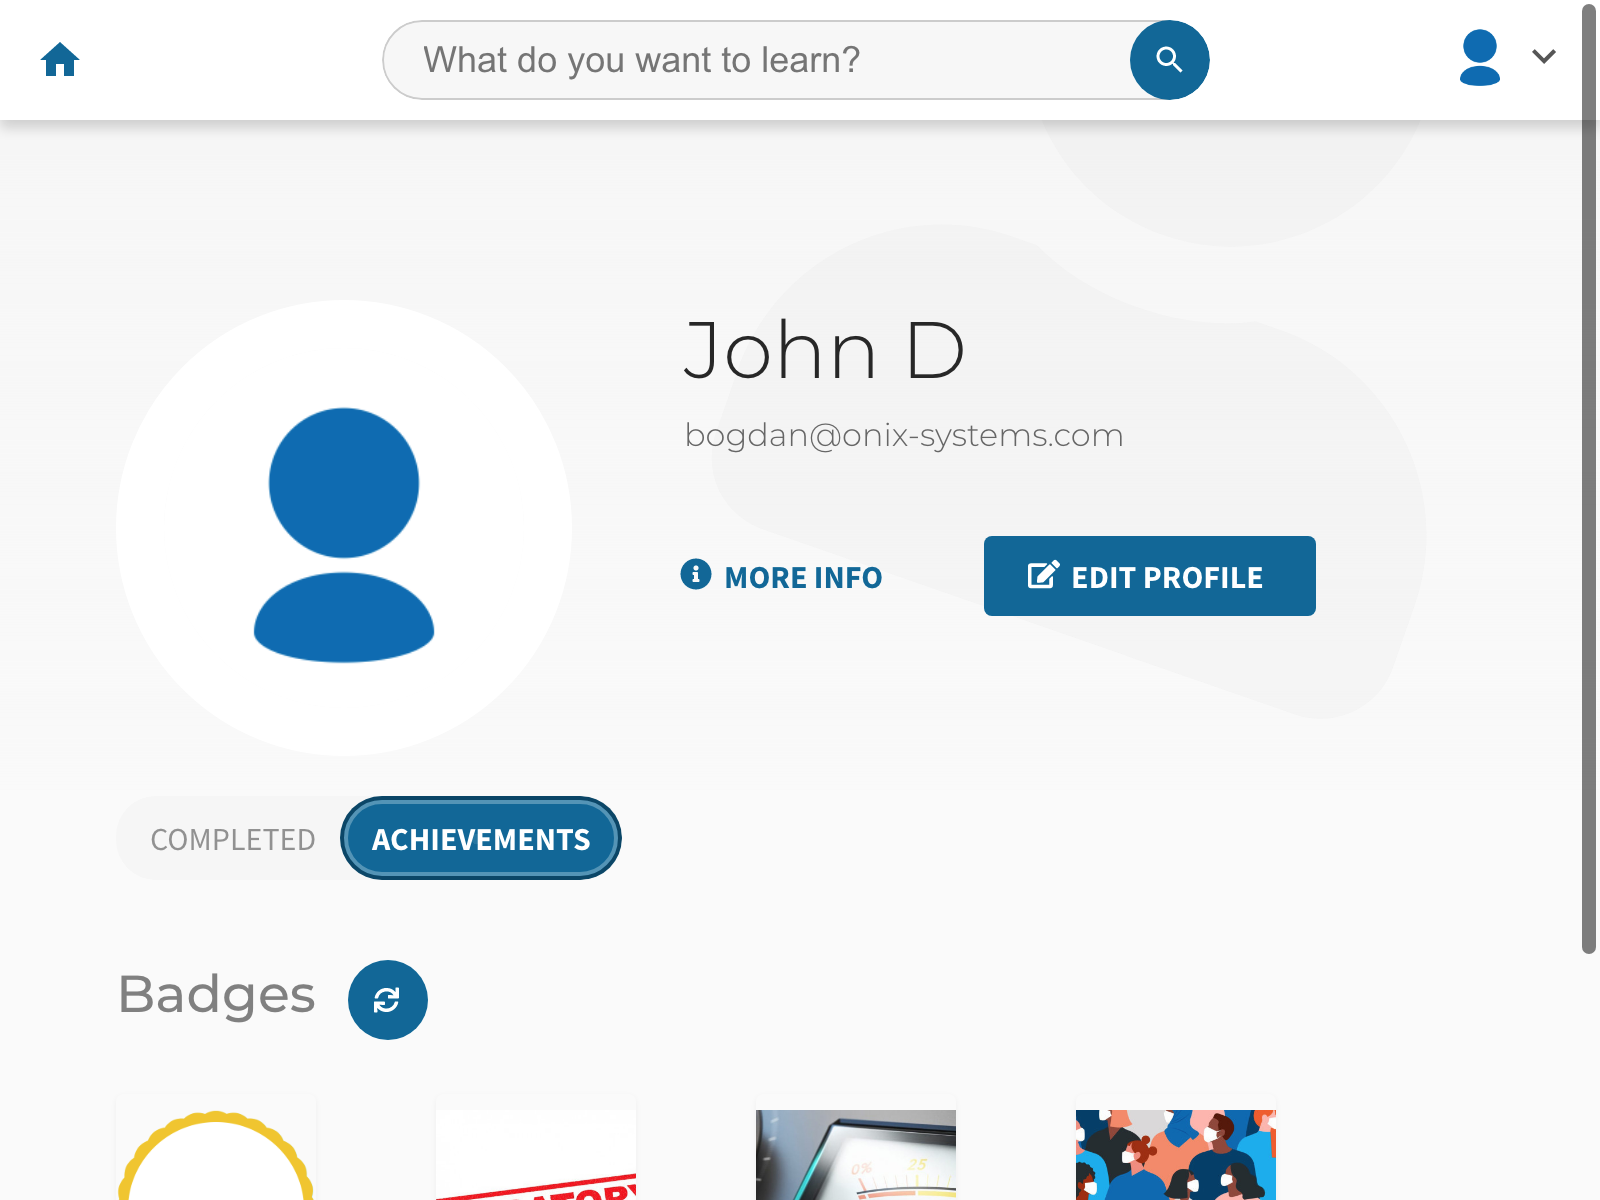 What do you want to learn?
John D
bogdan@onix-systems.com
MORE INFO
EDIT PROFILE
COMPLETED
ACHIEVEMENTS
Badges
0% 25